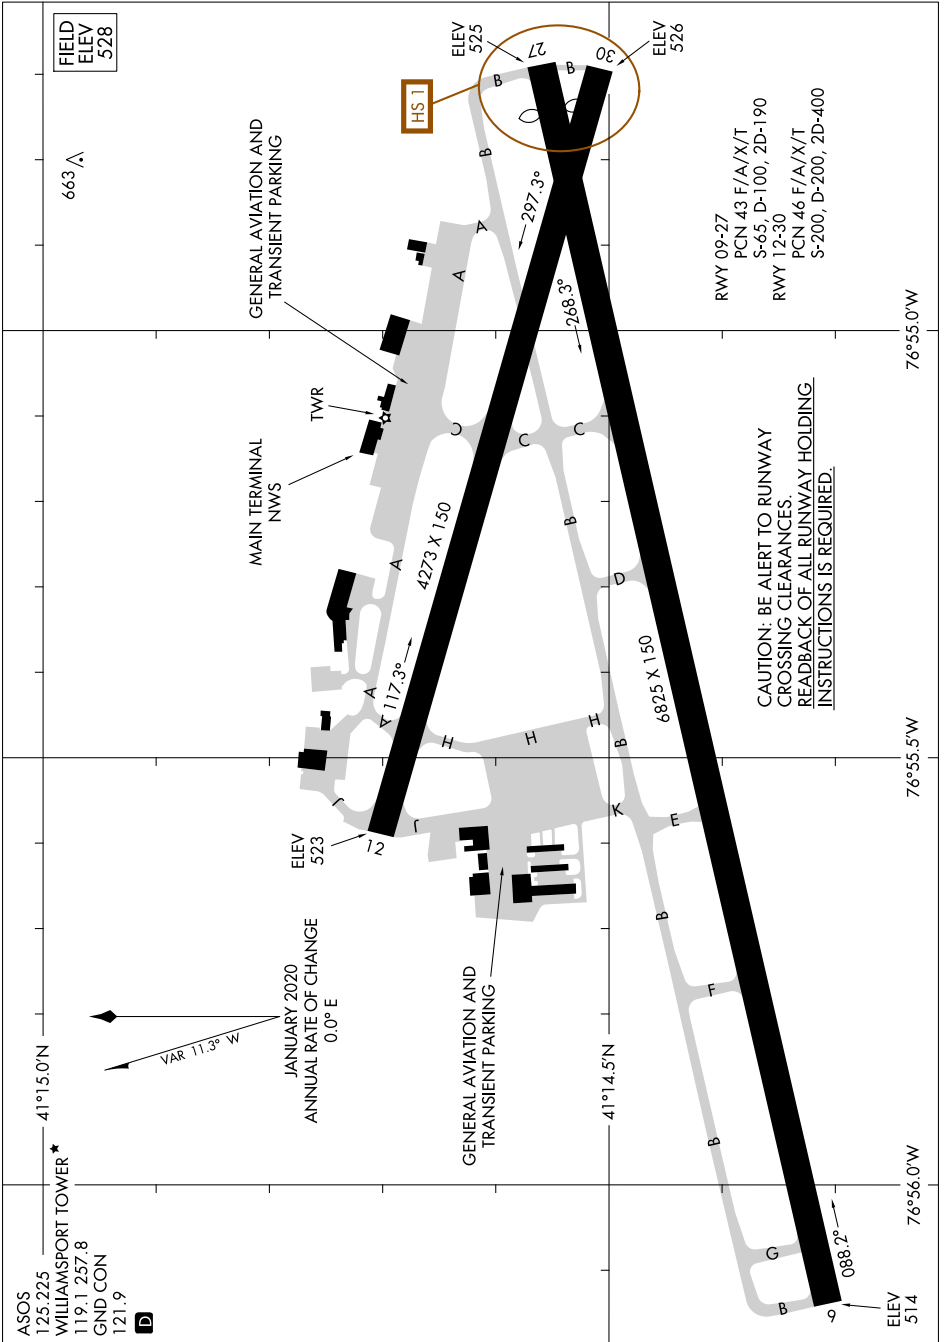 ASOS
125.225
WILLIAMSPORT TOWER
119.1 257.8
GND CON
121.9
D
FIELD
ELEV
528
663
HS 1
ELEV
525
27
ELEV
526
30
B
B
B
A
A
GENERAL AVIATION AND
TRANSIENT PARKING
TWR
MAIN TERMINAL
NWS
297.3°
268.3°
RWY 09-27
PCN 43 F/A/X/T
S-65, D-100, 2D-190
RWY 12-30
PCN 46 F/A/X/T
S-200, D-200, 2D-400
76°55.0'W
C
C
C
B
D
A
4273 X 150
117.3°
A
A
H
H
H
B
K
E
6825 X 150
CAUTION: BE ALERT TO RUNWAY
CROSSING CLEARANCES.
READBACK OF ALL RUNWAY HOLDING
INSTRUCTIONS IS REQUIRED.
76°55.5'W
J
J
ELEV
523
12
JANUARY 2020
ANNUAL RATE OF CHANGE
0.0° E
VAR 11.3° W
GENERAL AVIATION AND
TRANSIENT PARKING
B
F
B
G
B
41°15.0'N
41°14.5'N
76°56.0'W
088.2°
9
ELEV
514